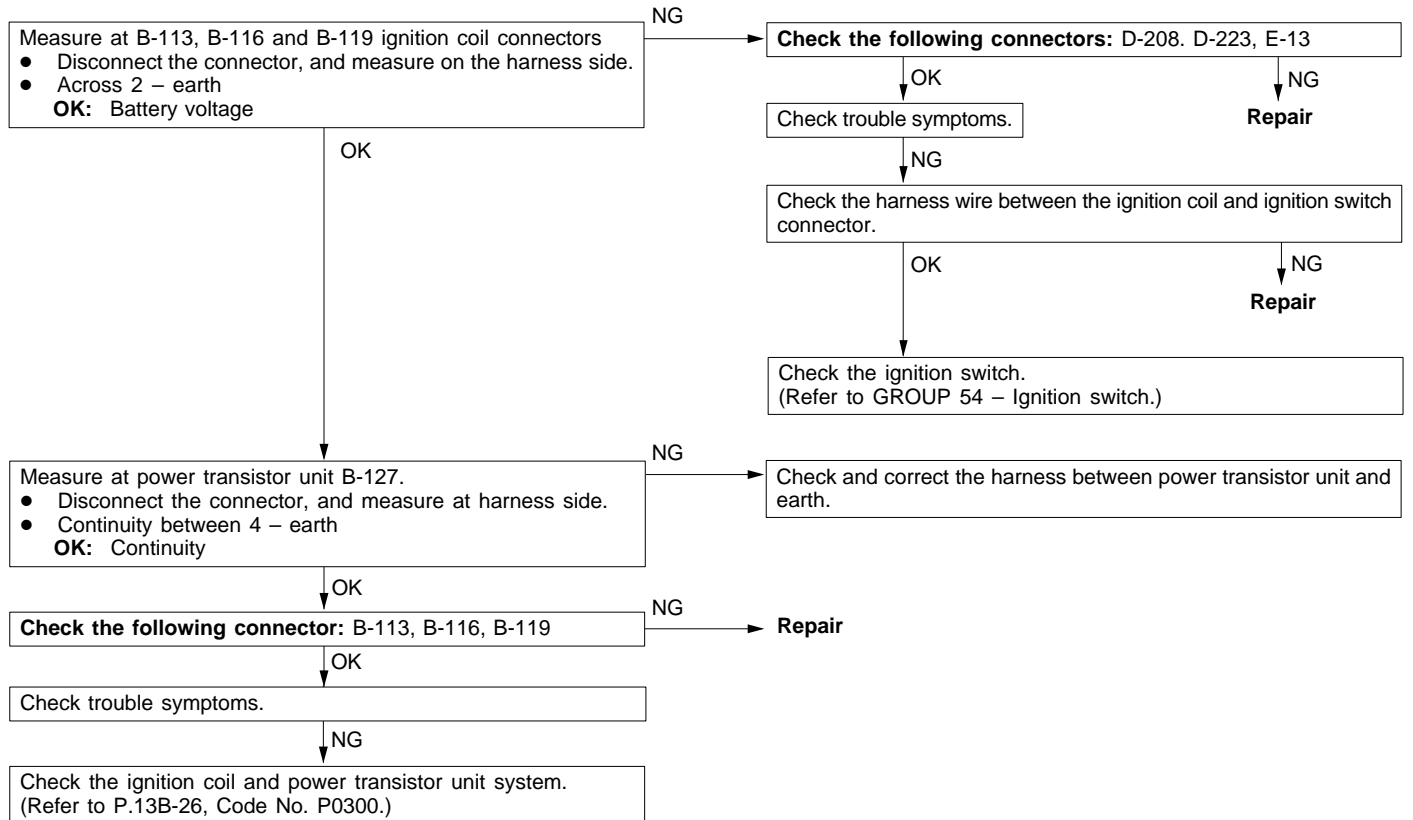 Measure at B-113, B-116 and B-119 ignition coil connectors
● Disconnect the connector, and measure on the harness side.
● Across 2 – earth
OK: Battery voltage
NG
Check the following connectors: D-208. D-223, E-13
OK
NG
Check trouble symptoms.
Repair
NG
Check the harness wire between the ignition coil and ignition switch
connector.
OK
NG
Repair
Check the ignition switch.
(Refer to GROUP 54 – Ignition switch.)
OK
Measure at power transistor unit B-127.
● Disconnect the connector, and measure at harness side.
● Continuity between 4 – earth
OK: Continuity
NG
Check and correct the harness between power transistor unit and
earth.
OK
Check the following connector: B-113, B-116, B-119
NG
Repair
OK
Check trouble symptoms.
NG
Check the ignition coil and power transistor unit system.
(Refer to P.13B-26, Code No. P0300.)